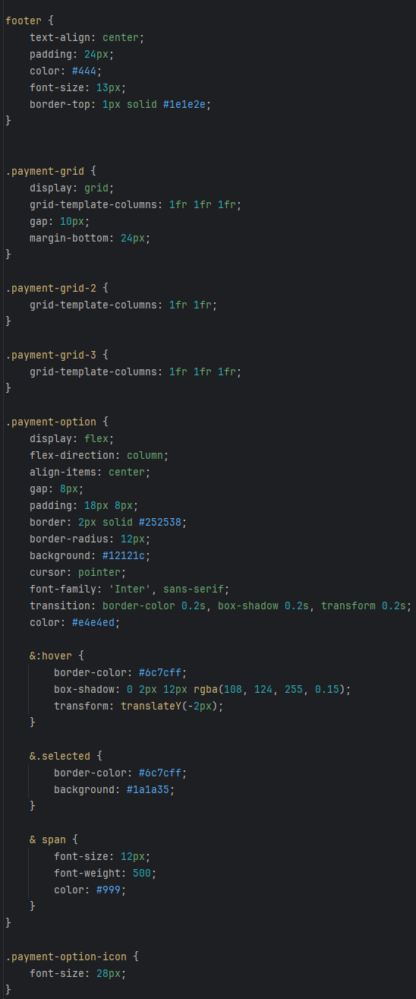 footer {
    text-align: center;
    padding: 24px;
    color: #444;
    font-size: 13px;
    border-top: 1px solid #1e1e2e;
}

.payment-grid {
    display: grid;
    grid-template-columns: 1fr 1fr 1fr;
    gap: 10px;
    margin-bottom: 24px;
}

.payment-grid-2 {
    grid-template-columns: 1fr 1fr;
}

.payment-grid-3 {
    grid-template-columns: 1fr 1fr 1fr;
}

.payment-option {
    display: flex;
    flex-direction: column;
    align-items: center;
    gap: 8px;
    padding: 18px 8px;
    border: 2px solid #252538;
    border-radius: 12px;
    background: #12121c;
    cursor: pointer;
    font-family: 'Inter', sans-serif;
    transition: border-color 0.2s, box-shadow 0.2s, transform 0.2s;
    color: #e4e4ed;

    &:hover {
        border-color: #6c7cff;
        box-shadow: 0 2px 12px rgba(108, 124, 255, 0.15);
        transform: translateY(-2px);
    }

    &.selected {
        border-color: #6c7cff;
        background: #1a1a35;
    }

    & span {
        font-size: 12px;
        font-weight: 500;
        color: #999;
    }
}

.payment-option-icon {
    font-size: 28px;
}